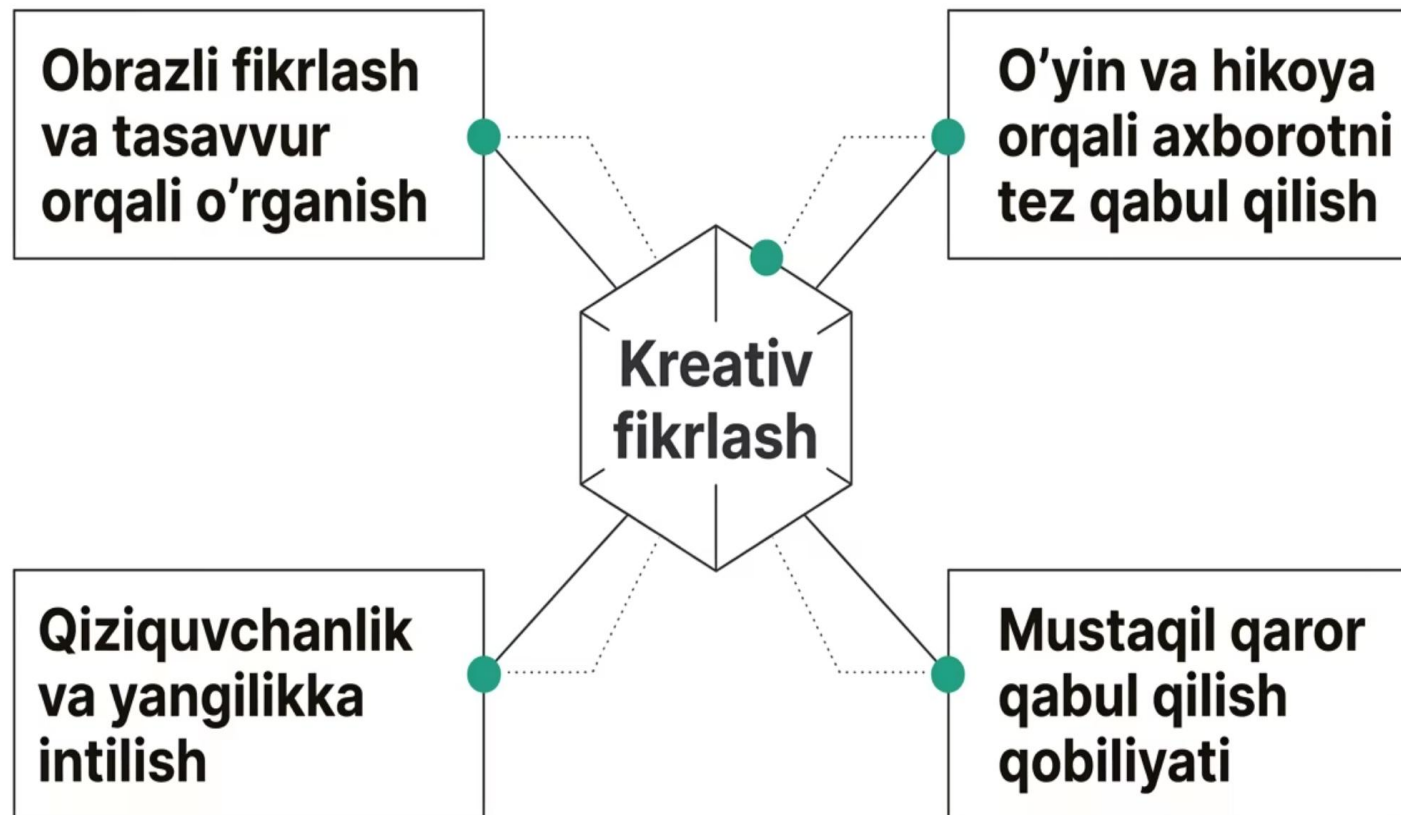 Obrazli fikrlash
va tasavvur
orqali o’rganish
O’yin va hikoya
orqali axborotni
tez qabul qilish
Kreativ
fikrlash
Qiziquvchanlik
va yangilikka
intilish
Mustaqil qaror
qabul qilish
qobiliyati